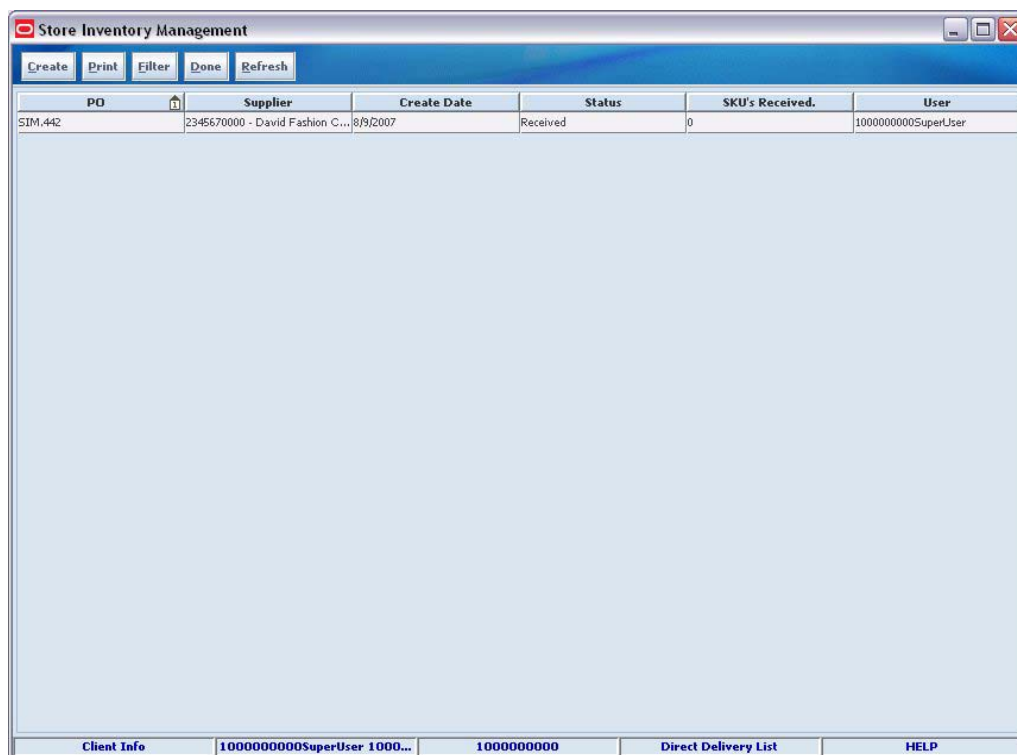 Store Inventory Management
Create Print Filter Done Refresh
PO 1 Supplier Create Date Status SKU's Received. User
SIM.442 2345670000 - David Fashion C... 8/9/2007 Received 0 1000000000SuperUser
Client Info 1000000000SuperUser 1000... 1000000000 Direct Delivery List HELP